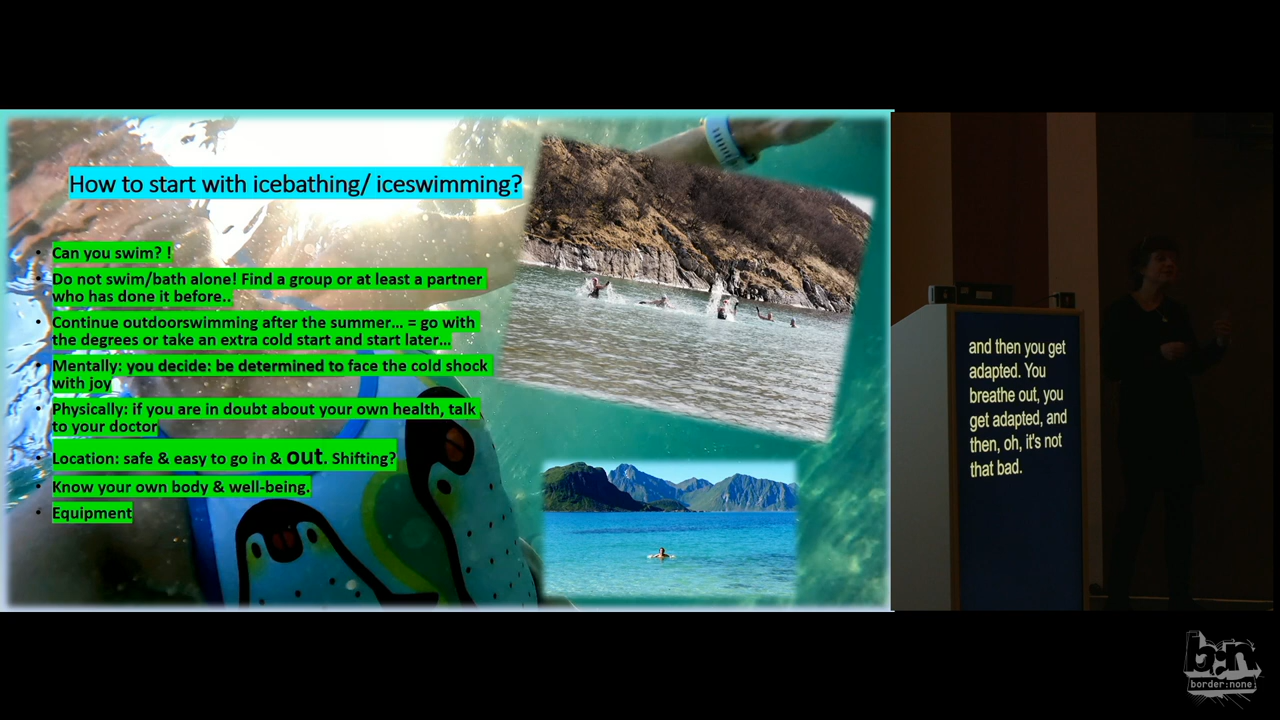 How to start with icebathing/ iceswimming?
Can you swim? !
Do not swim/bath alone! Find a group or at least a partner
who has done it before..
Continue outdoorswimming after the summer... = go with
the degrees or take an extra cold start and start later...
Mentally: you decide: be determined to face the cold shock
with joy
Physically: if you are in doubt about your own health, talk
to your doctor
Location: safe & easy to go in & out. Shifting?
Know your own body & well-being.
Equipment
and then you get
adapted. You
breathe out, you
get adapted, and
then, oh, it's not
that bad.
b:n
border:none